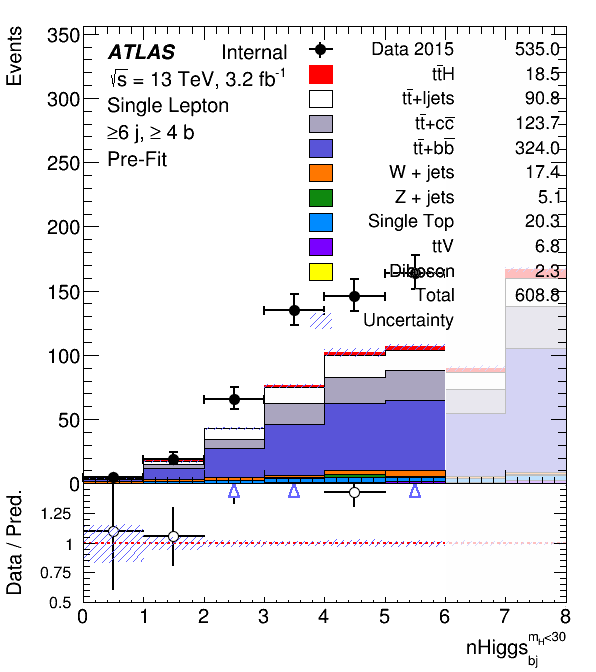 Events
350
300
250
200
150
100
50
0
ATLAS Internal
√s = 13 TeV, 3.2 fb⁻¹
Single Lepton
≥6 j, ≥ 4 b
Pre-Fit
Data 2015 535.0
tt̄H 18.5
tt̄+ljets 90.8
tt̄+cc̄ 123.7
tt̄+bb̄ 324.0
W + jets 17.4
Z + jets 5.1
Single Top 20.3
ttV 6.8
Diboson 2.3
Total 608.8
Uncertainty
Data / Pred.
1.25
1
0.75
0.5
0 1 2 3 4 5 6 7 8
nHiggs_bj^m_H<30